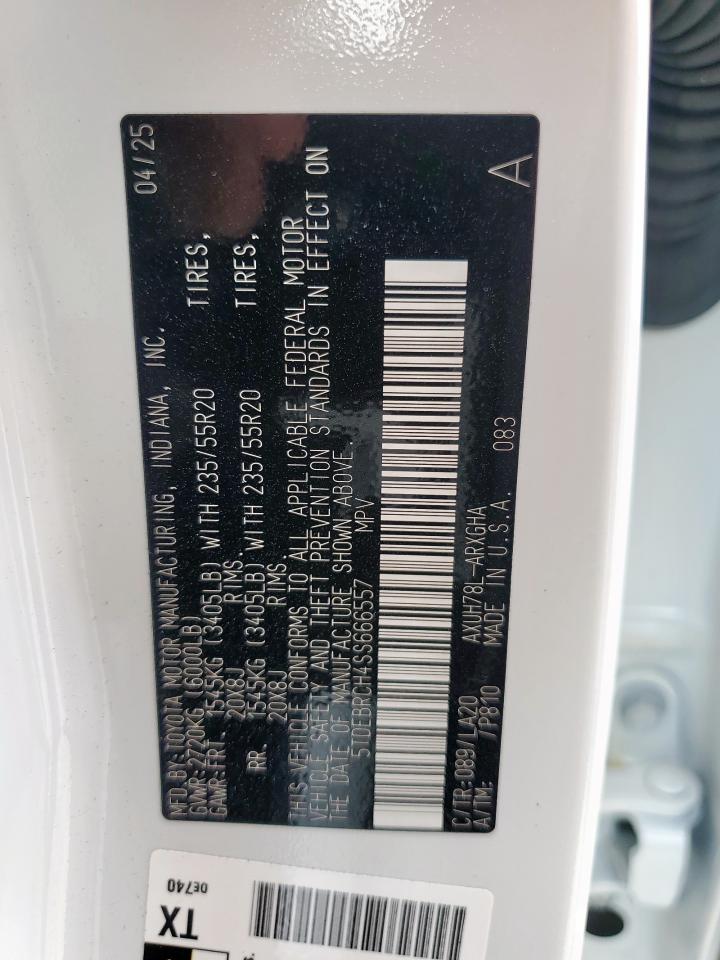 MFD. BY: TOYOTA MOTOR MANUFACTURING, INDIANA, INC. 04/25
GVWR: 2720KG (6000LB)
GAWR: FRT 1545KG (3405LB) WITH 235/55R20 TIRES,
20X8J RIMS
RR. 1545KG (3405LB) WITH 235/55R20 TIRES,
20X8J RIMS
THIS VEHICLE CONFORMS TO ALL APPLICABLE FEDERAL MOTOR
VEHICLE SAFETY AND THEFT PREVENTION STANDARDS IN EFFECT ON
THE DATE OF MANUFACTURE SHOWN ABOVE.
5TDEBRCH4SS666557 MPV
C/TR: 089/LA20 AXUH78L-ARXGHA
A/TM: /P810 MADE IN U.S.A. 083 A
0E740
TX